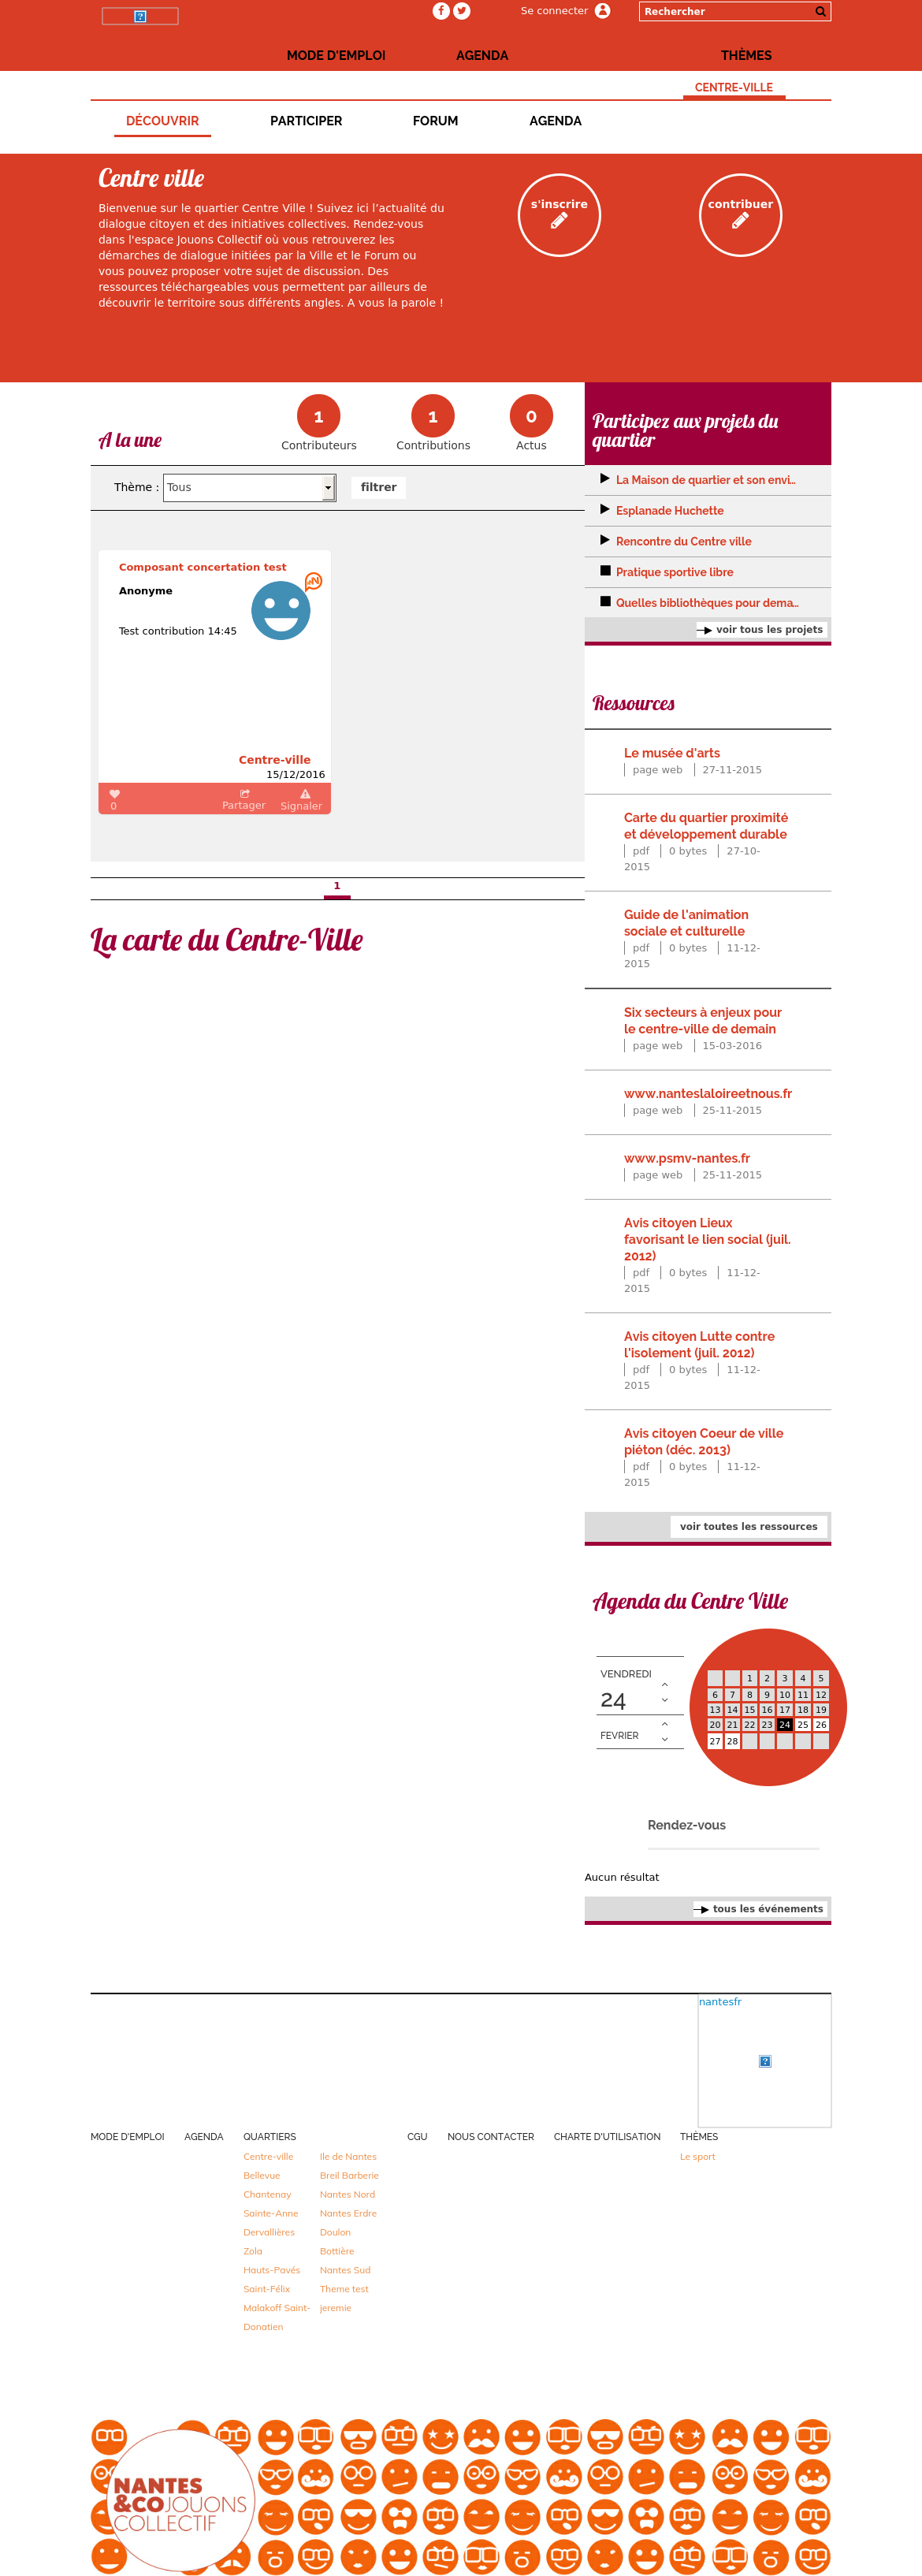 Se connecter
Rechercher
MODE D'EMPLOI
AGENDA
THÈMES
CENTRE-VILLE
DÉCOUVRIR
PARTICIPER
FORUM
AGENDA
Centre ville
Bienvenue sur le quartier Centre Ville ! Suivez ici l’actualité du
dialogue citoyen et des initiatives collectives. Rendez-vous
dans l'espace Jouons Collectif où vous retrouverez les
démarches de dialogue initiées par la Ville et le Forum ou
vous pouvez proposer votre sujet de discussion. Des
ressources téléchargeables vous permettent par ailleurs de
découvrir le territoire sous différents angles. A vous la parole !
s'inscrire
contribuer
A la une
1
Contributeurs
1
Contributions
0
Actus
Thème :
Tous
filtrer
Composant concertation test
Anonyme
Test contribution 14:45
Centre-ville
15/12/2016
0
Partager
Signaler
1
La carte du Centre-Ville
Participez aux projets du
quartier
La Maison de quartier et son envi...
Esplanade Huchette
Rencontre du Centre ville
Pratique sportive libre
Quelles bibliothèques pour dema...
voir tous les projets
Ressources
Le musée d'arts
page web 27-11-2015
Carte du quartier proximité
et développement durable
pdf 0 bytes 27-10-
2015
Guide de l'animation
sociale et culturelle
pdf 0 bytes 11-12-
2015
Six secteurs à enjeux pour
le centre-ville de demain
page web 15-03-2016
www.nanteslaloireetnous.fr
page web 25-11-2015
www.psmv-nantes.fr
page web 25-11-2015
Avis citoyen Lieux
favorisant le lien social (juil.
2012)
pdf 0 bytes 11-12-
2015
Avis citoyen Lutte contre
l'isolement (juil. 2012)
pdf 0 bytes 11-12-
2015
Avis citoyen Coeur de ville
piéton (déc. 2013)
pdf 0 bytes 11-12-
2015
voir toutes les ressources
Agenda du Centre Ville
VENDREDI
24
FEVRIER
1 2 3 4 5
6 7 8 9 10 11 12
13 14 15 16 17 18 19
20 21 22 23 24 25 26
27 28
Rendez-vous
Aucun résultat
tous les événements
nantesfr
MODE D'EMPLOI
AGENDA
QUARTIERS
Centre-ville
Bellevue
Chantenay
Sainte-Anne
Dervallières
Zola
Hauts-Pavés
Saint-Félix
Malakoff Saint-
Donatien
Ile de Nantes
Breil Barberie
Nantes Nord
Nantes Erdre
Doulon
Bottière
Nantes Sud
Theme test
jeremie
CGU
NOUS CONTACTER
CHARTE D'UTILISATION
THÈMES
Le sport
NANTES
&CO JOUONS
COLLECTIF